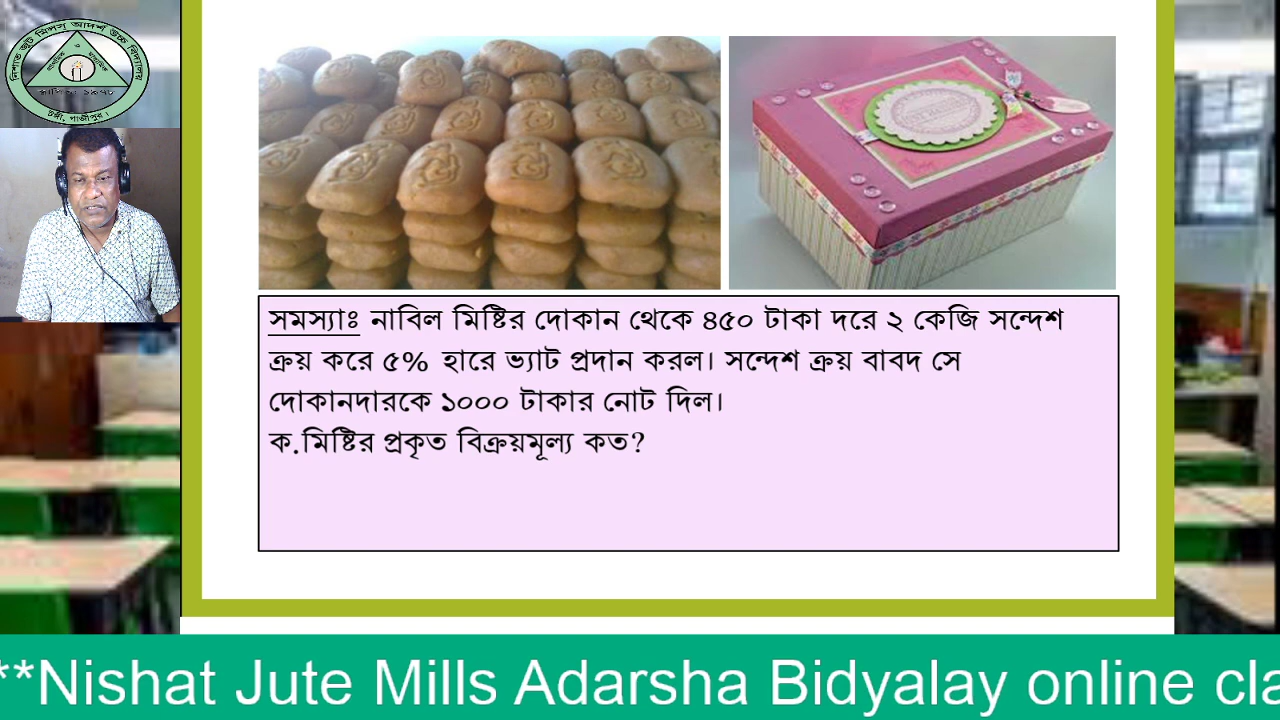 সমস্যাঃ নাবিল মিষ্টির দোকান থেকে ৪৫০ টাকা দরে ২ কেজি সন্দেশ
ক্রয় করে ৫% হারে ভ্যাট প্রদান করল। সন্দেশ ক্রয় বাবদ সে
দোকানদারকে ১০০০ টাকার নোট দিল।
ক.মিষ্টির প্রকৃত বিক্রয়মূল্য কত?
**Nishat Jute Mills Adarsha Bidyalay online cla